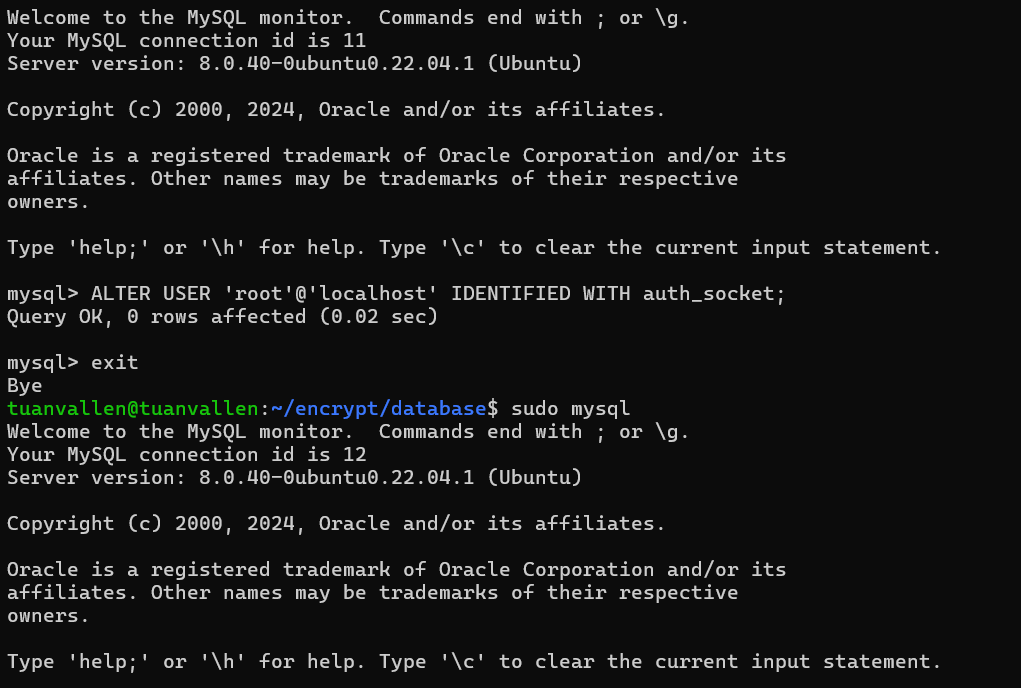 Welcome to the MySQL monitor.  Commands end with ; or \g.
Your MySQL connection id is 11
Server version: 8.0.40-0ubuntu0.22.04.1 (Ubuntu)
Copyright (c) 2000, 2024, Oracle and/or its affiliates.
Oracle is a registered trademark of Oracle Corporation and/or its
affiliates. Other names may be trademarks of their respective
owners.
Type 'help;' or '\h' for help. Type '\c' to clear the current input statement.
mysql> ALTER USER 'root'@'localhost' IDENTIFIED WITH auth_socket;
Query OK, 0 rows affected (0.02 sec)
mysql> exit
Bye
tuanvallen@tuanvallen:~/encrypt/database$ sudo mysql
Welcome to the MySQL monitor.  Commands end with ; or \g.
Your MySQL connection id is 12
Server version: 8.0.40-0ubuntu0.22.04.1 (Ubuntu)
Copyright (c) 2000, 2024, Oracle and/or its affiliates.
Oracle is a registered trademark of Oracle Corporation and/or its
affiliates. Other names may be trademarks of their respective
owners.
Type 'help;' or '\h' for help. Type '\c' to clear the current input statement.